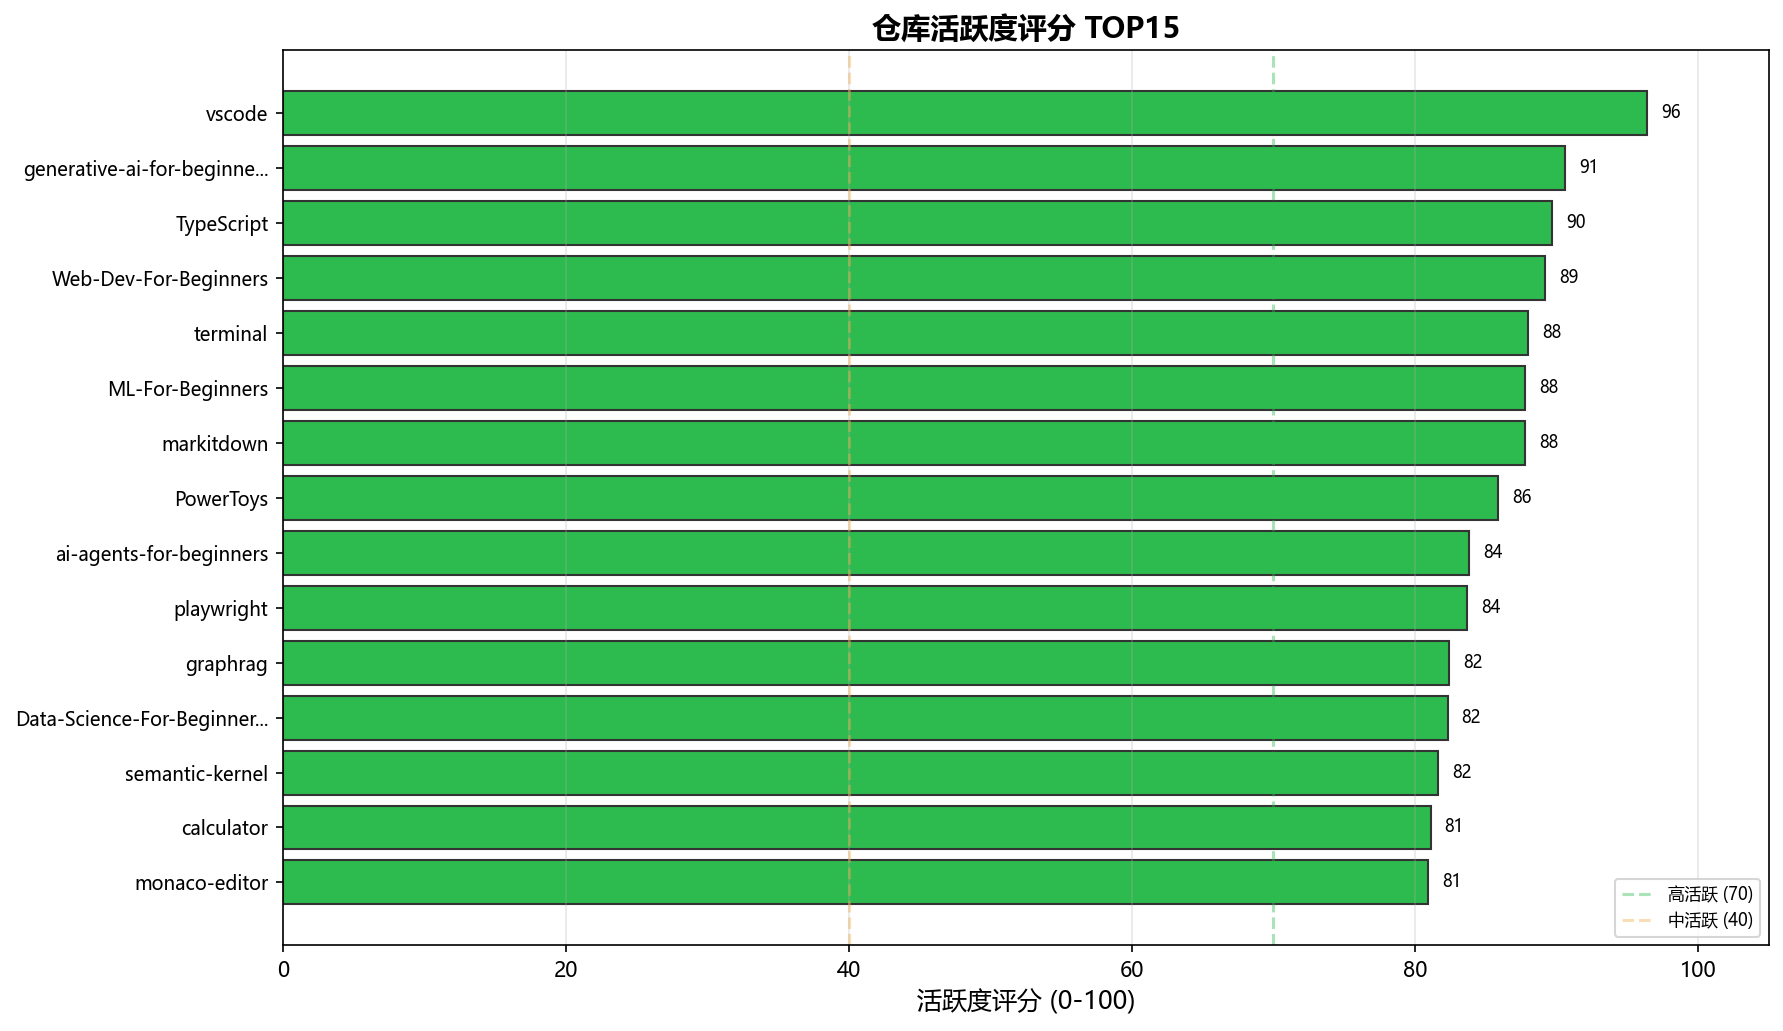 仓库活跃度评分 TOP15
vscode 96
generative-ai-for-beginne... 91
TypeScript 90
Web-Dev-For-Beginners 89
terminal 88
ML-For-Beginners 88
markitdown 88
PowerToys 86
ai-agents-for-beginners 84
playwright 84
graphrag 82
Data-Science-For-Beginner... 82
semantic-kernel 82
calculator 81
monaco-editor 81
高活跃 (70)
中活跃 (40)
0 20 40 60 80 100
活跃度评分 (0-100)